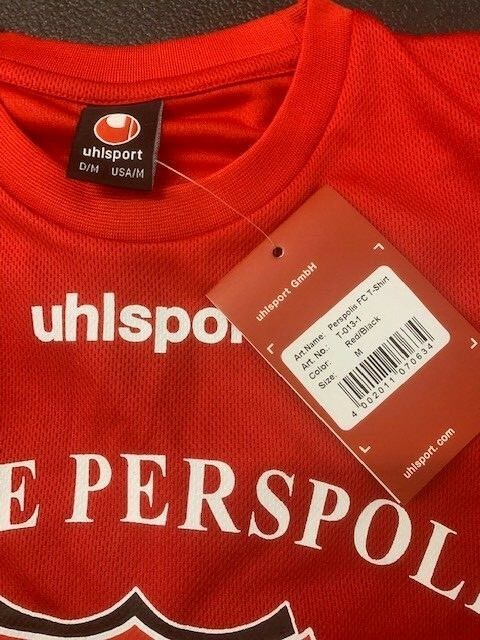 uhlsport
D/M USA/M
uhlspor
uhlsport GmbH
Art.Name: Perspolis FC T-Shirt
Art. No.: T-013-1
Color: Red/Black
Size: M
4 002011 070634
uhlsport.com
E PERSPOLI